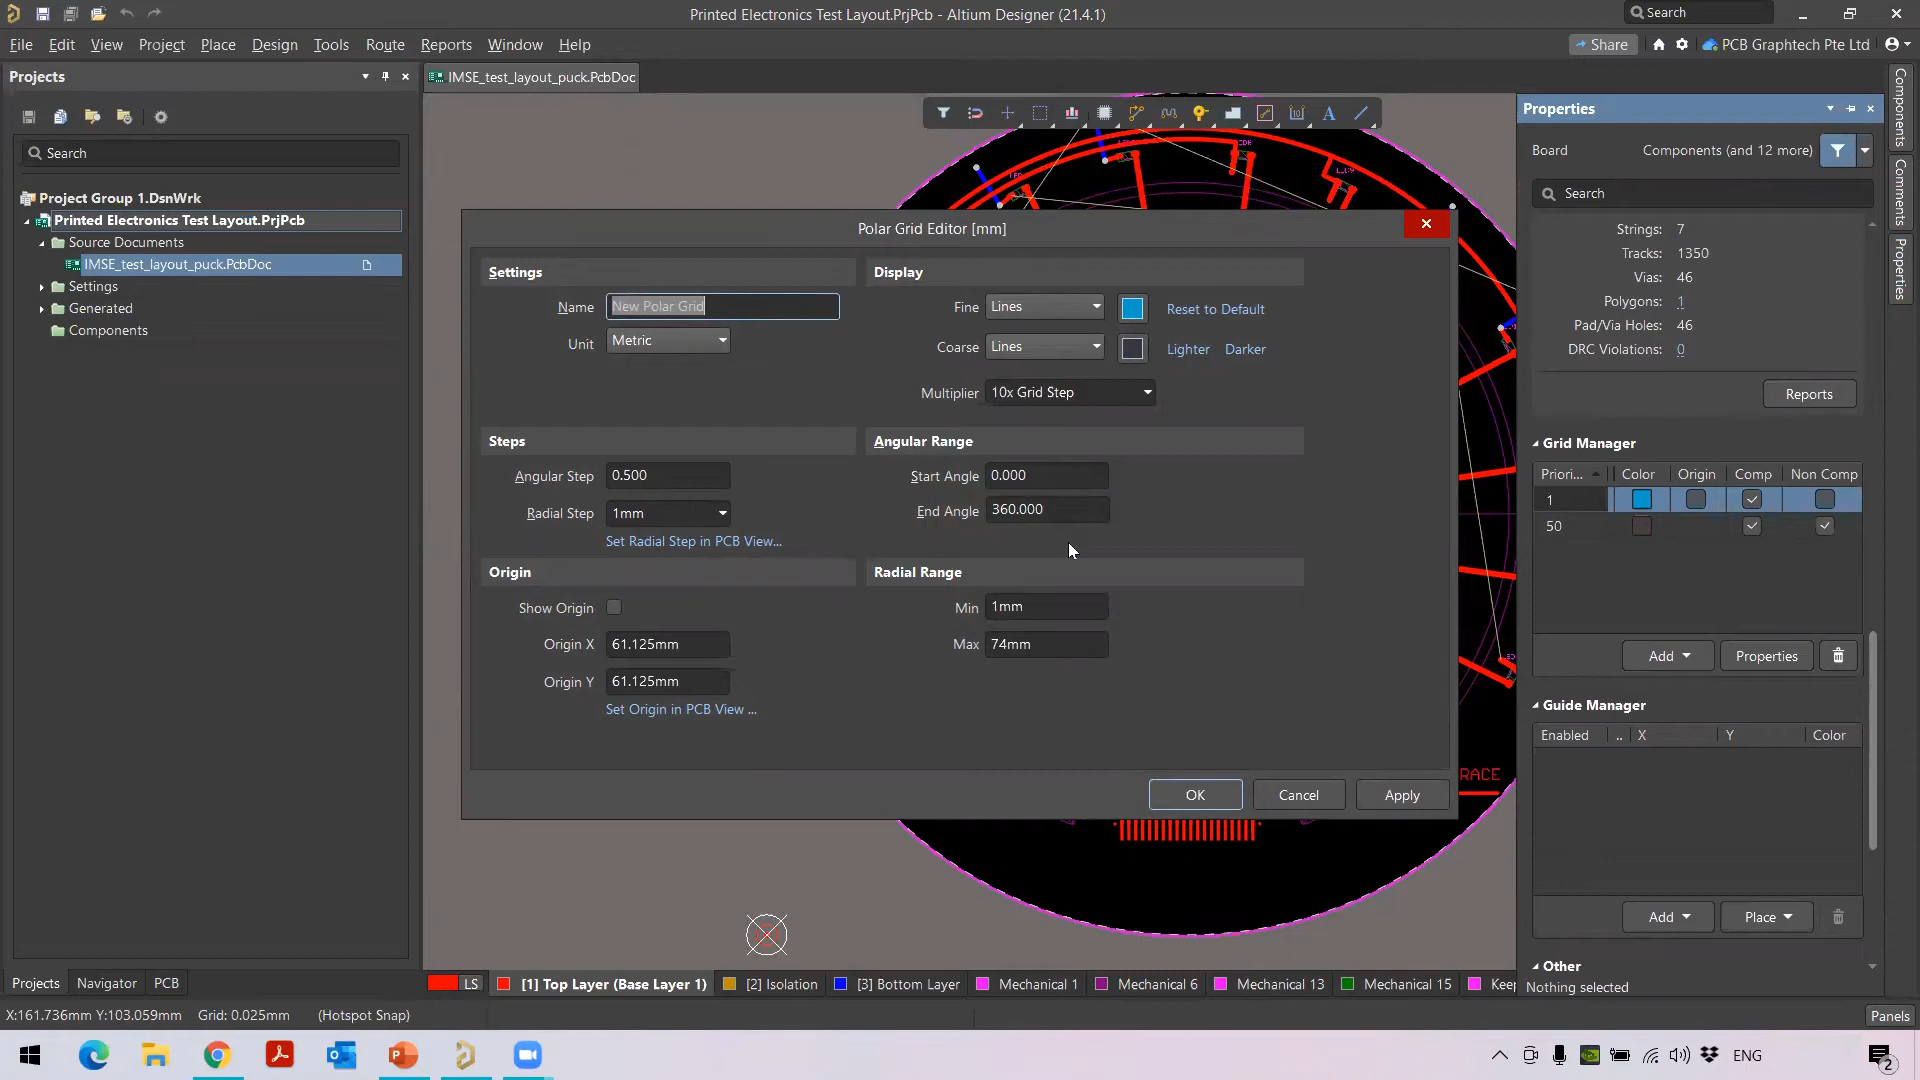 Printed Electronics Test Layout.PrjPcb - Altium Designer (21.4.1)
Search
File Edit View Project Place Design Tools Route Reports Window Help
Share
PCB Graphtech Pte Ltd
Projects
IMSE_test_layout_puck.PcbDoc
Search
Project Group 1.DsnWrk
Printed Electronics Test Layout.PrjPcb
Source Documents
IMSE_test_layout_puck.PcbDoc
Settings
Generated
Components
Polar Grid Editor [mm]
Settings
Name New Polar Grid
Unit Metric
Display
Fine Lines Reset to Default
Coarse Lines Lighter Darker
Multiplier 10x Grid Step
Steps
Angular Step 0.500
Radial Step 1mm
Set Radial Step in PCB View...
Angular Range
Start Angle 0.000
End Angle 360.000
Origin
Show Origin
Origin X 61.125mm
Origin Y 61.125mm
Set Origin in PCB View ...
Radial Range
Min 1mm
Max 74mm
OK Cancel Apply
RACE
Properties
Board Components (and 12 more)
Search
Strings: 7
Tracks: 1350
Vias: 46
Polygons: 1
Pad/Via Holes: 46
DRC Violations: 0
Reports
Grid Manager
Priori... Color Origin Comp Non Comp
1
50
Add Properties
Guide Manager
Enabled .. X Y Color
Add Place
Other
Nothing selected
Components
Comments
Properties
Projects Navigator PCB
LS [1] Top Layer (Base Layer 1) [2] Isolation [3] Bottom Layer Mechanical 1 Mechanical 6 Mechanical 13 Mechanical 15 Keep
X:161.736mm Y:103.059mm Grid: 0.025mm (Hotspot Snap)
Panels
ENG
2